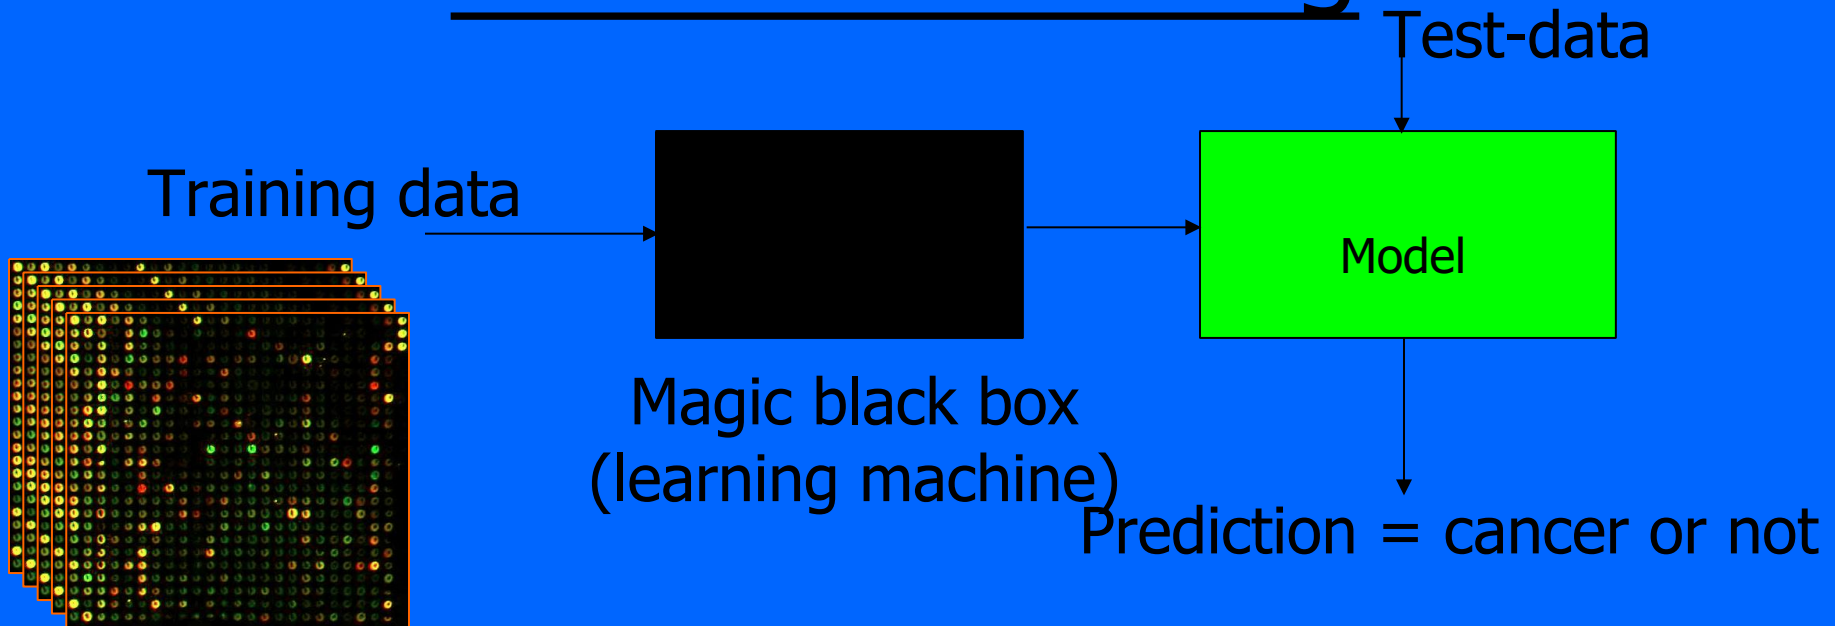 Test-data
Training data
Model
Magic black box
(learning machine)
Prediction = cancer or not